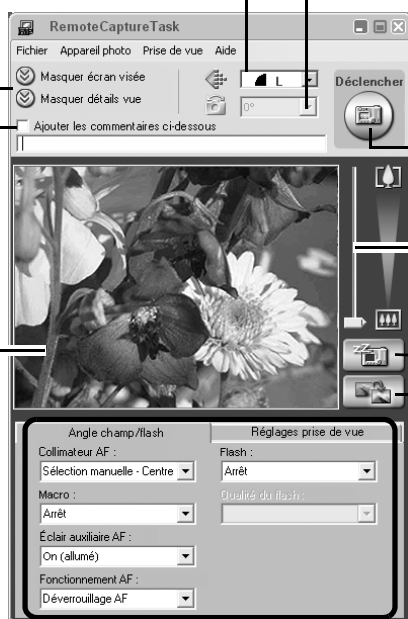 RemoteCaptureTask
Fichier Appareil photo Prise de vue Aide
Masquer écran visée
L
Déclencher
Masquer détails vue
0°
Ajouter les commentaires ci-dessous
Angle champ/flash
Réglages prise de vue
Collimateur AF :
Flash :
Sélection manuelle - Centre
Arrêt
Macro :
Qualité du flash :
Arrêt
Éclair auxiliaire AF :
On (allumé)
Fonctionnement AF :
Déverrouillage AF